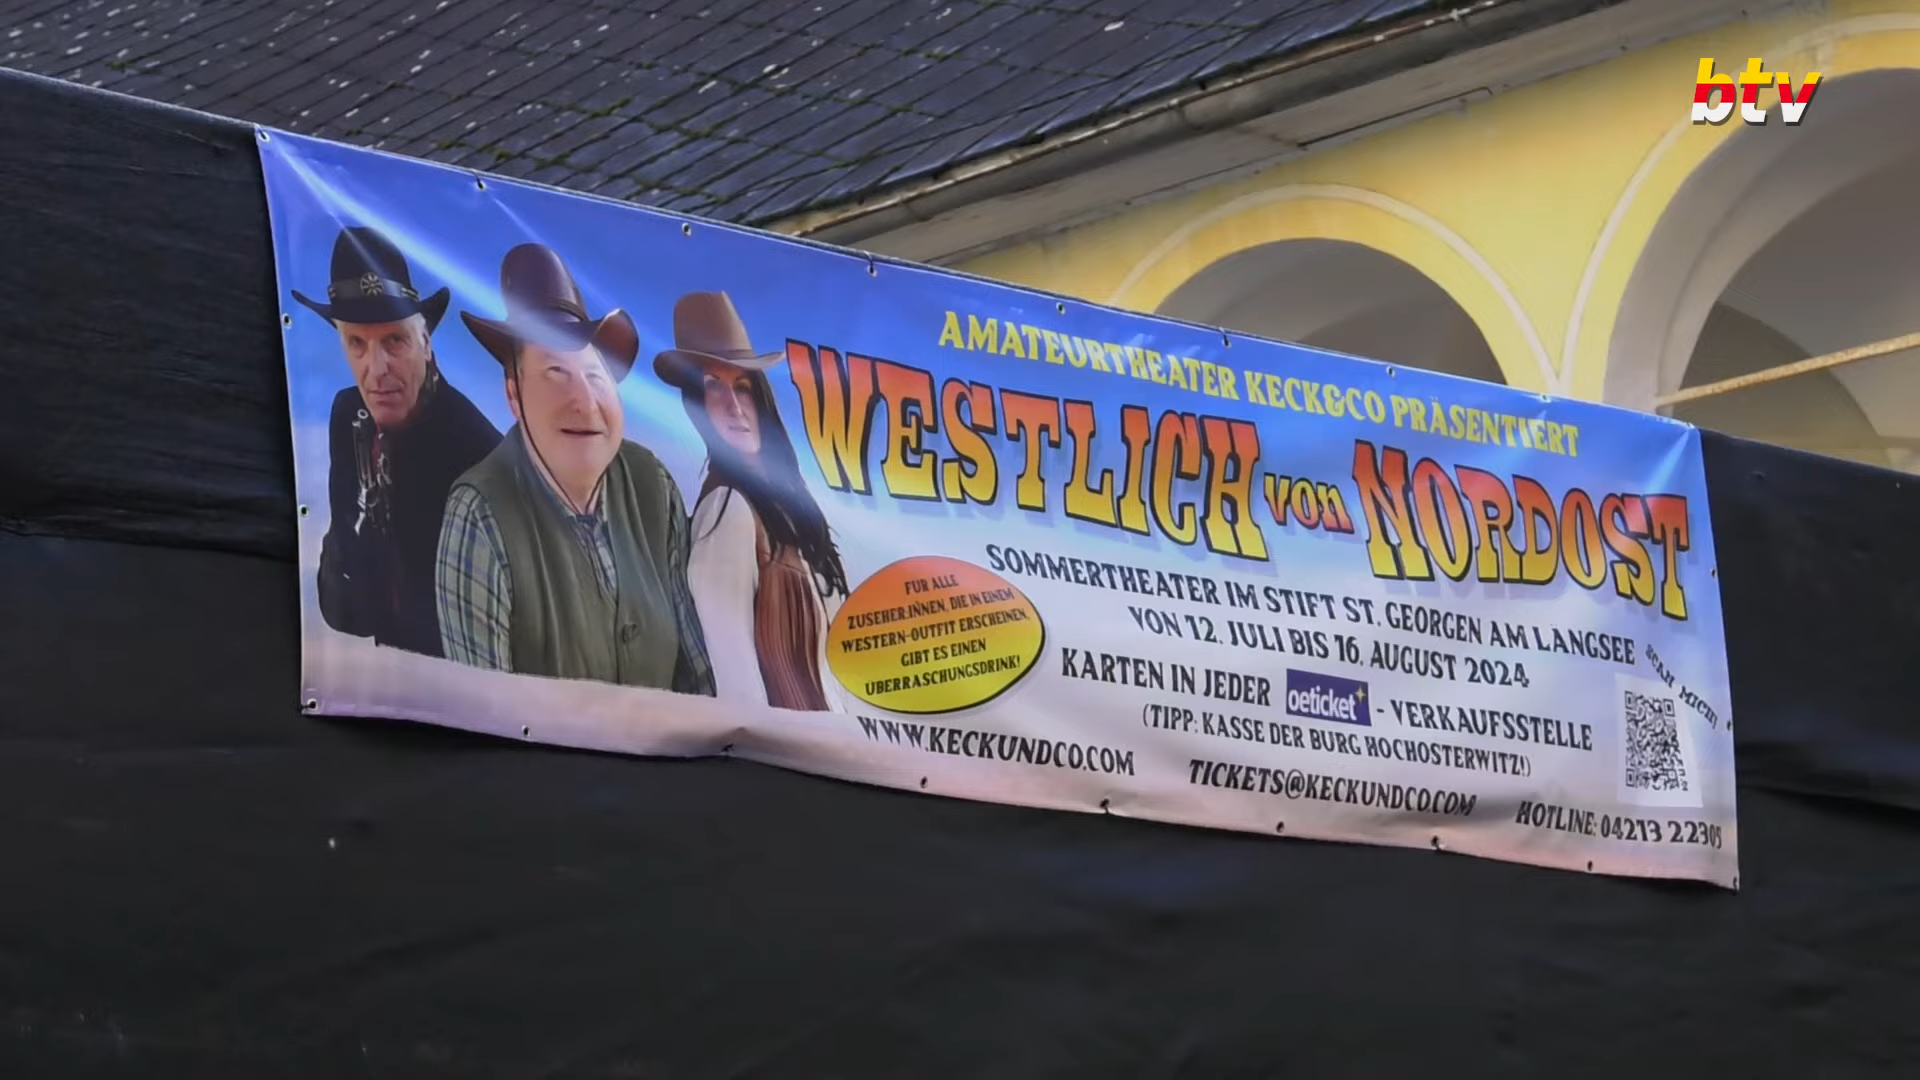 btv
AMATEURTHEATER KECK&CO PRÄSENTIERT
WESTLICH von NORDOST
SOMMERTHEATER IM STIFT ST. GEORGEN AM LÄNGSEE
VON 12. JULI BIS 16. AUGUST 2024
KARTEN IN JEDER oeticket - VERKAUFSSTELLE
(TIPP: KASSE DER BURG HOCHOSTERWITZ!)
FÜR ALLE
ZUSEHER:INNEN, DIE IN EINEM
WESTERN-OUTFIT ERSCHEINEN,
GIBT ES EINEN
ÜBERRASCHUNGSDRINK!
SCAN MICH!
WWW.KECKUNDCO.COM
TICKETS@KECKUNDCO.COM
HOTLINE: 04213 22305